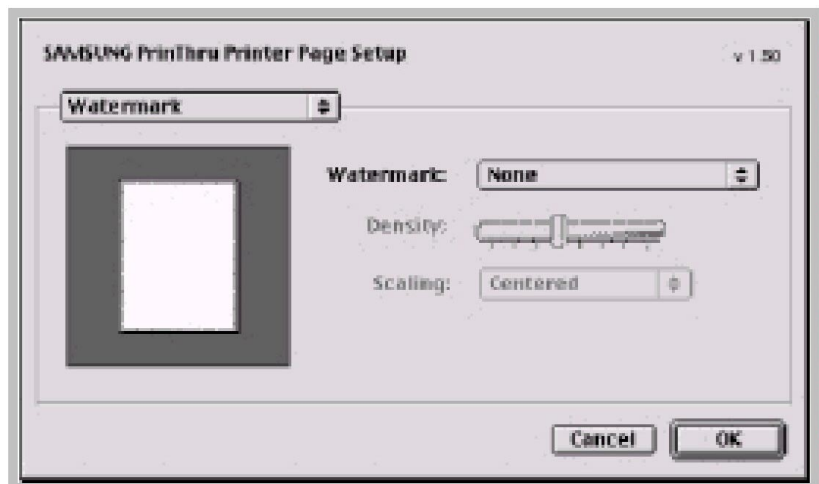 SAMSUNG PrinThru Printer Page Setup
v 1.50
Watermark
Watermark:
None
Density:
Scaling:
Centered
Cancel
OK